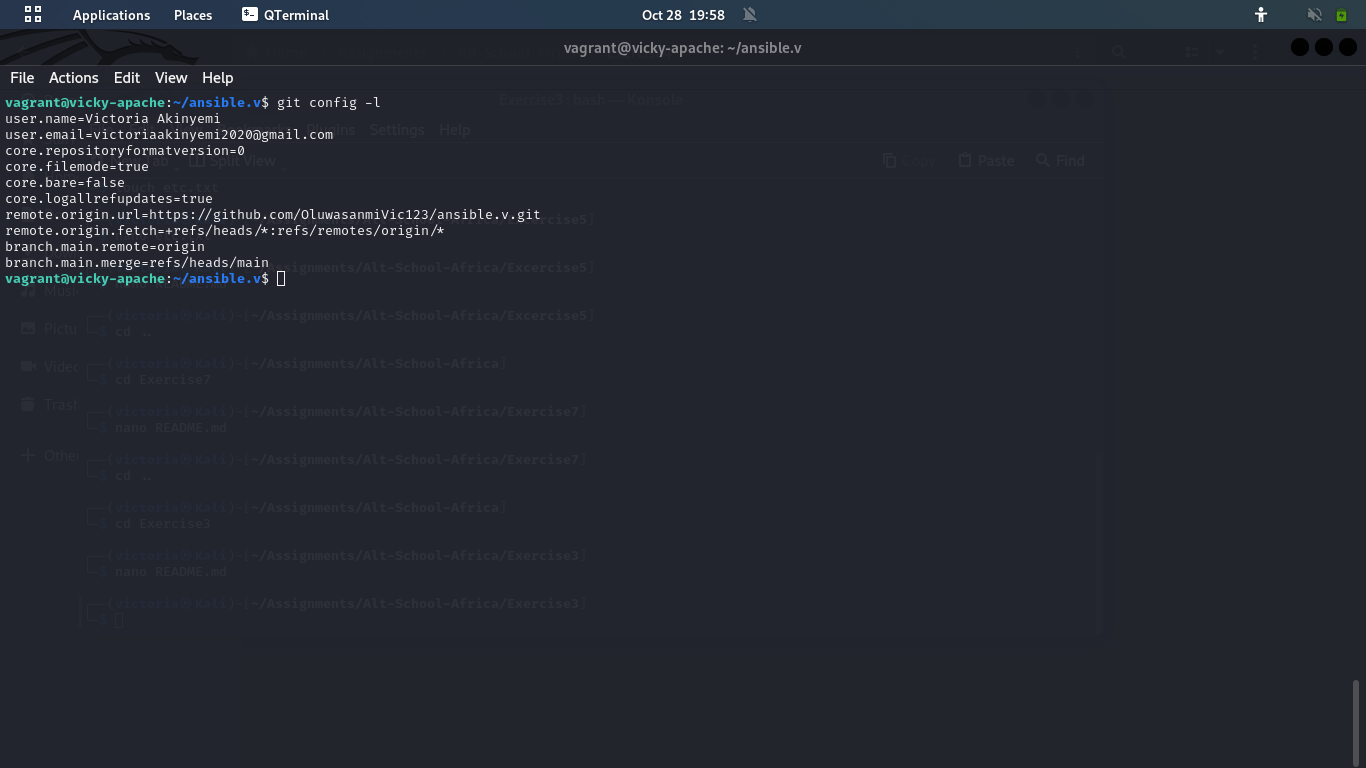 Applications Places QTerminal Oct 28 19:58
vagrant@vicky-apache: ~/ansible.v
File Actions Edit View Help
vagrant@vicky-apache:~/ansible.v$ git config -l
Exercise3 : bash — Konsole
user.name=Victoria Akinyemi
user.email=victoriaakinyemi2020@gmail.com
Settings Help
core.repositoryformatversion=0
core.filemode=true
Split View Copy Paste Find
core.bare=false
touch etc.txt
core.logallrefupdates=true
remote.origin.url=https://github.com/OluwasanmiVic123/ansible.v.git
remote.origin.fetch=+refs/heads/*:refs/remotes/origin/*
branch.main.remote=origin
branch.main.merge=refs/heads/main
vagrant@vicky-apache:~/ansible.v$
(victoria㉿kali)-[~/Assignments/Alt-School-Africa/Excercise5]
$ cd ..
(victoria㉿kali)-[~/Assignments/Alt-School-Africa]
$ cd Exercise7
(victoria㉿kali)-[~/Assignments/Alt-School-Africa/Exercise7]
$ nano README.md
(victoria㉿kali)-[~/Assignments/Alt-School-Africa/Exercise7]
$ cd ..
(victoria㉿kali)-[~/Assignments/Alt-School-Africa]
$ cd Exercise3
(victoria㉿kali)-[~/Assignments/Alt-School-Africa/Exercise3]
$ nano README.md
(victoria㉿kali)-[~/Assignments/Alt-School-Africa/Exercise3]
$